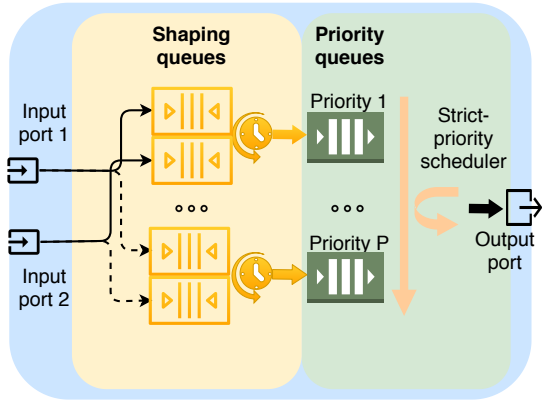 Shaping
queues
Priority
queues
Input
port 1
Priority 1
Strict-
priority
scheduler
Priority P
Input
port 2
Output
port